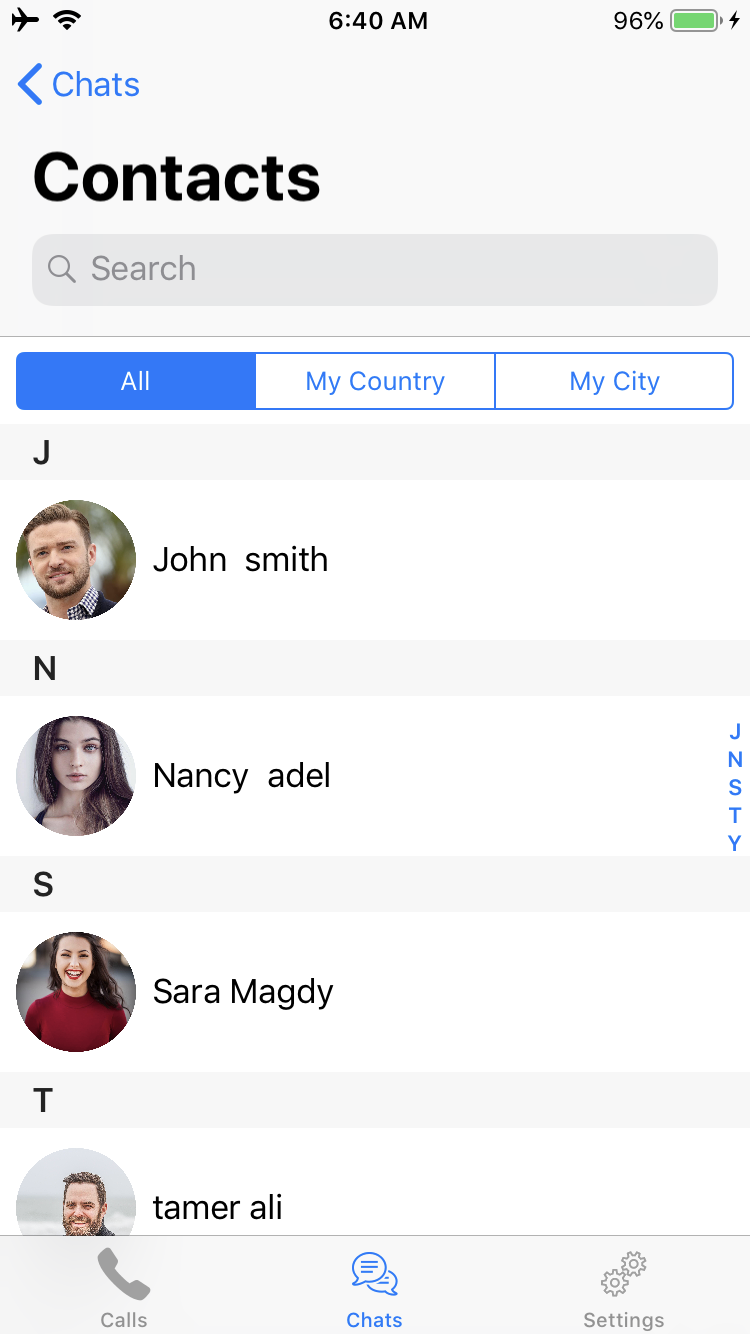 6:40 AM 96%
Chats
Contacts
Search
All My Country My City
J
John  smith
N
Nancy  adel
J
N
S
T
Y
S
Sara Magdy
T
tamer ali
Calls Chats Settings